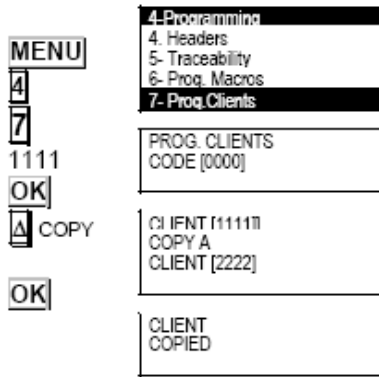 MENU
4
7
1111
OK
Δ COPY
OK
4-Programming
4. Headers
5- Traceability
6- Prog. Macros
7- Prog.Clients
PROG. CLIENTS
CODE [0000]
CLIENT [1111]]
COPY A
CLIENT [2222]
CLIENT
COPIED